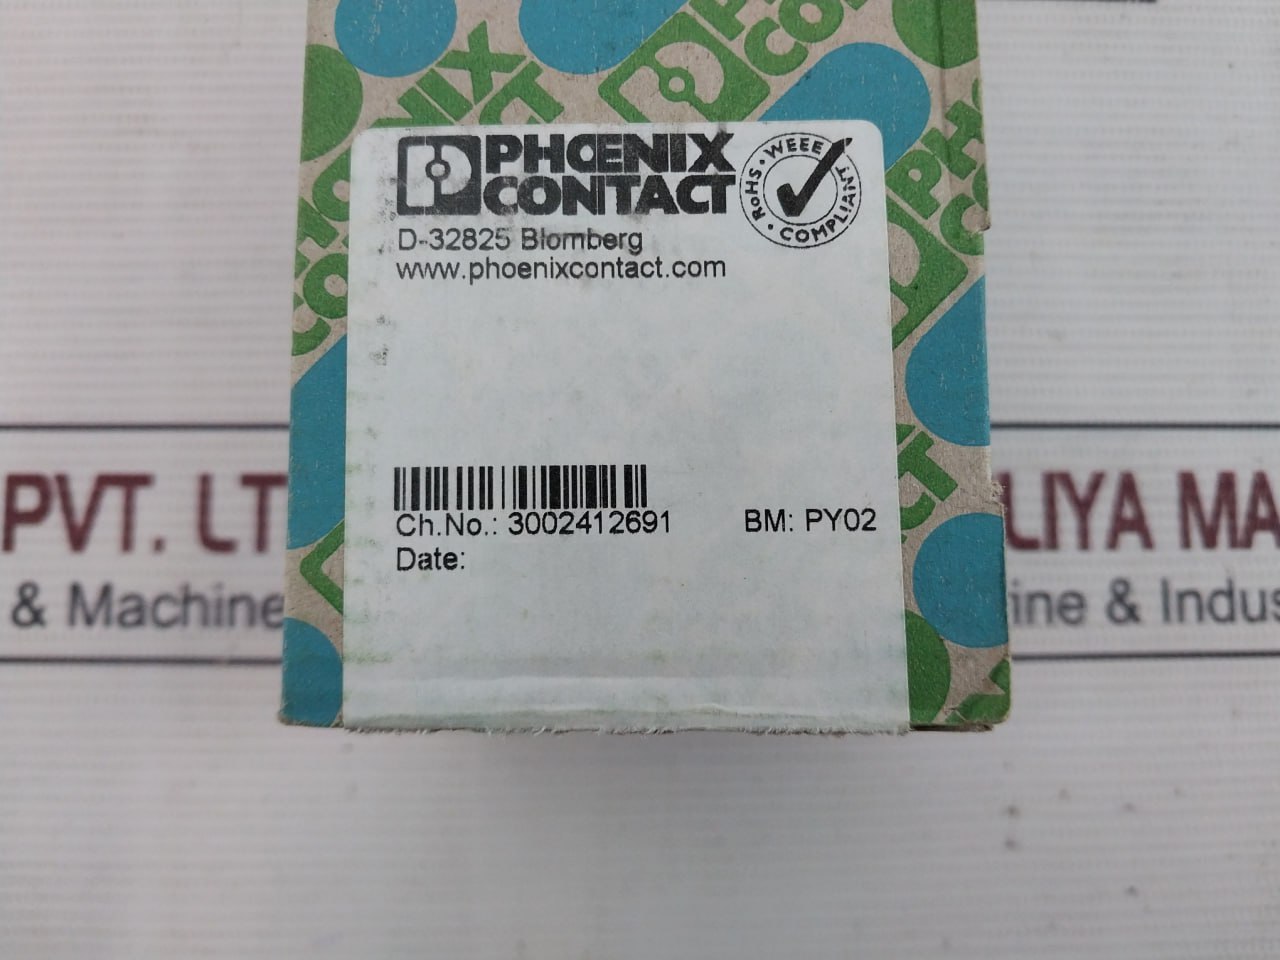 PHŒNIX
CONTACT
WEEE • RoHS • COMPLIANT
D-32825 Blomberg
www.phoenixcontact.com
Ch.No.: 3002412691
BM: PY02
Date:
PVT. LT
LIYA MA
& Machine
ine & Indus